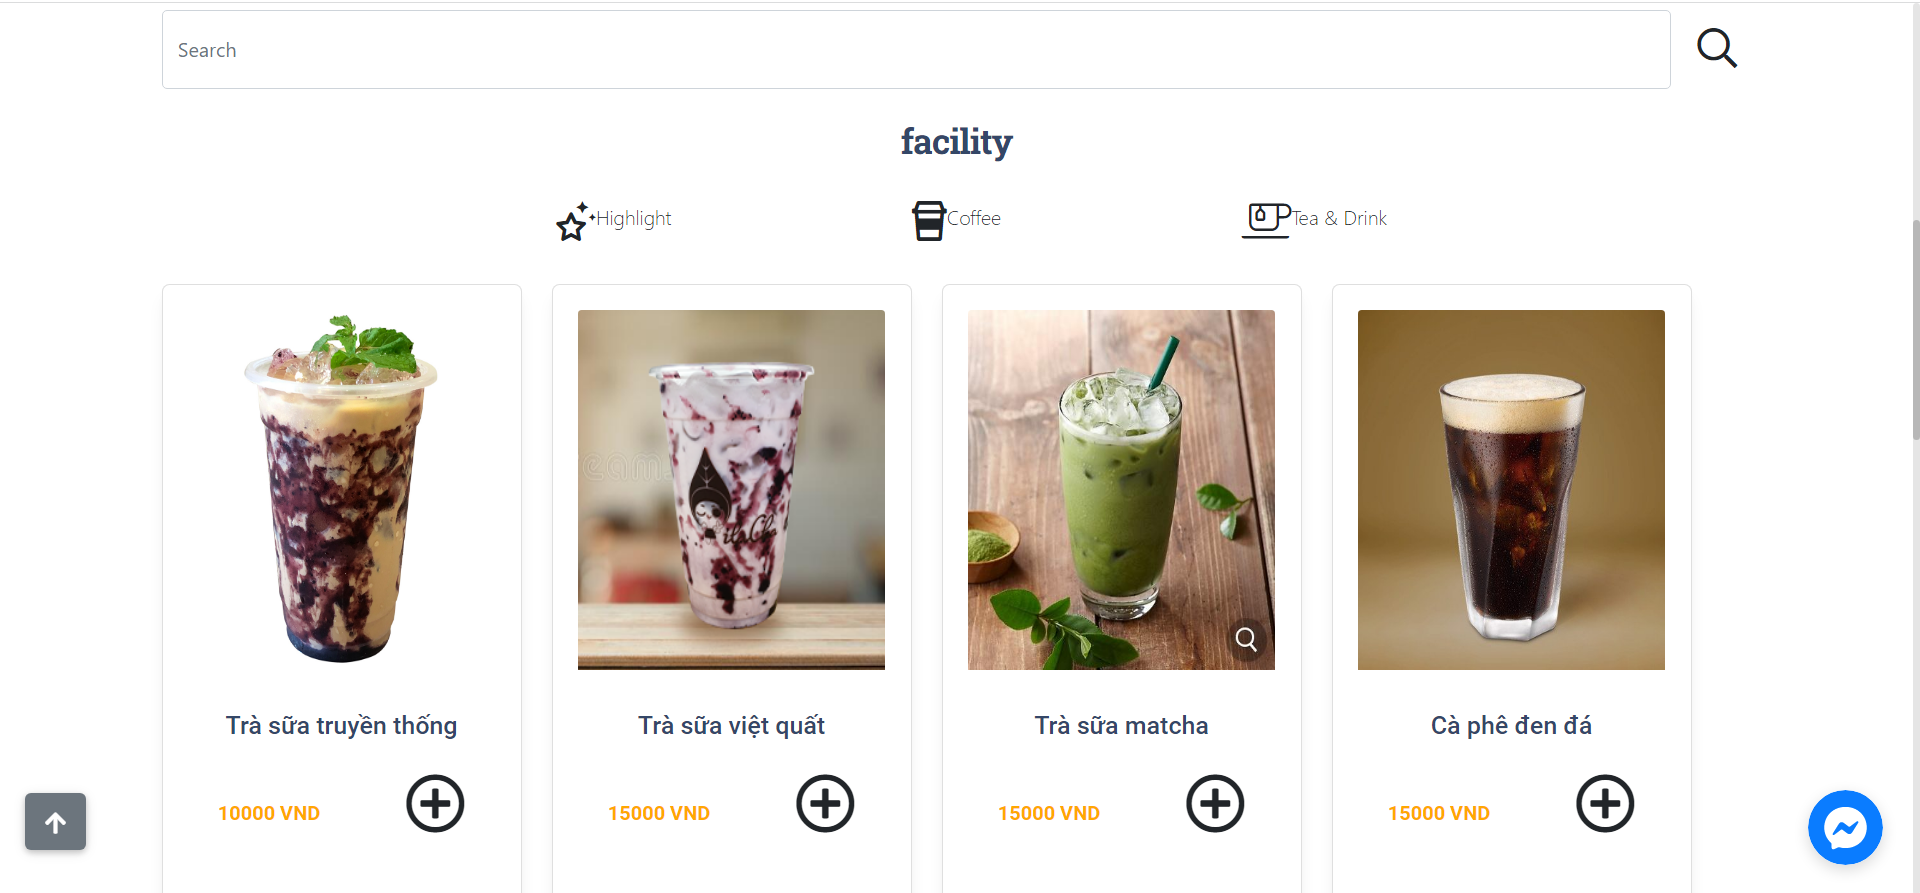 Search
facility
Highlight
Coffee
Tea & Drink
Trà sữa truyền thống
Trà sữa việt quất
Trà sữa matcha
Cà phê đen đá
10000 VND
15000 VND
15000 VND
15000 VND